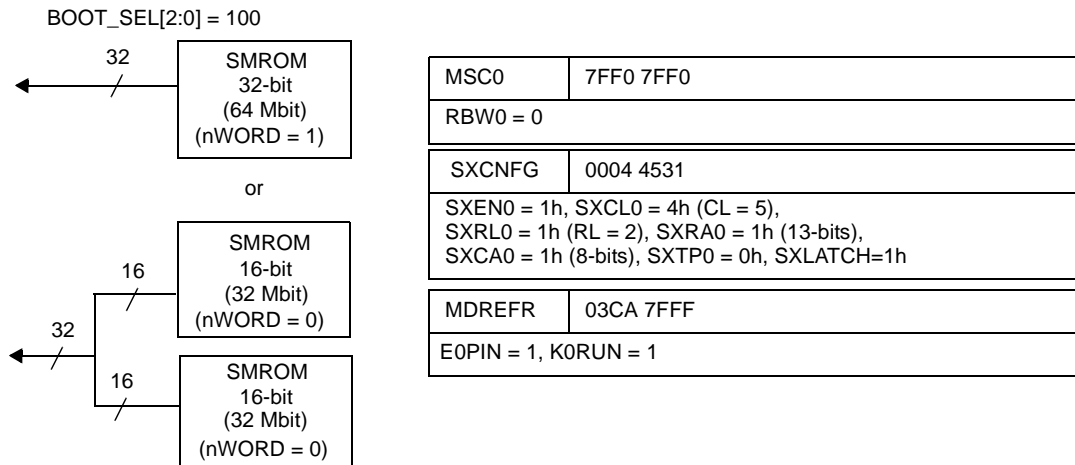 BOOT_SEL[2:0] = 100
32
SMROM
32-bit
(64 Mbit)
(nWORD = 1)
or
16
SMROM
16-bit
(32 Mbit)
(nWORD = 0)
32
16
SMROM
16-bit
(32 Mbit)
(nWORD = 0)
MSC0 7FF0 7FF0
RBW0 = 0
SXCNFG 0004 4531
SXEN0 = 1h, SXCL0 = 4h (CL = 5),
SXRL0 = 1h (RL = 2), SXRA0 = 1h (13-bits),
SXCA0 = 1h (8-bits), SXTP0 = 0h, SXLATCH=1h
MDREFR 03CA 7FFF
E0PIN = 1, K0RUN = 1